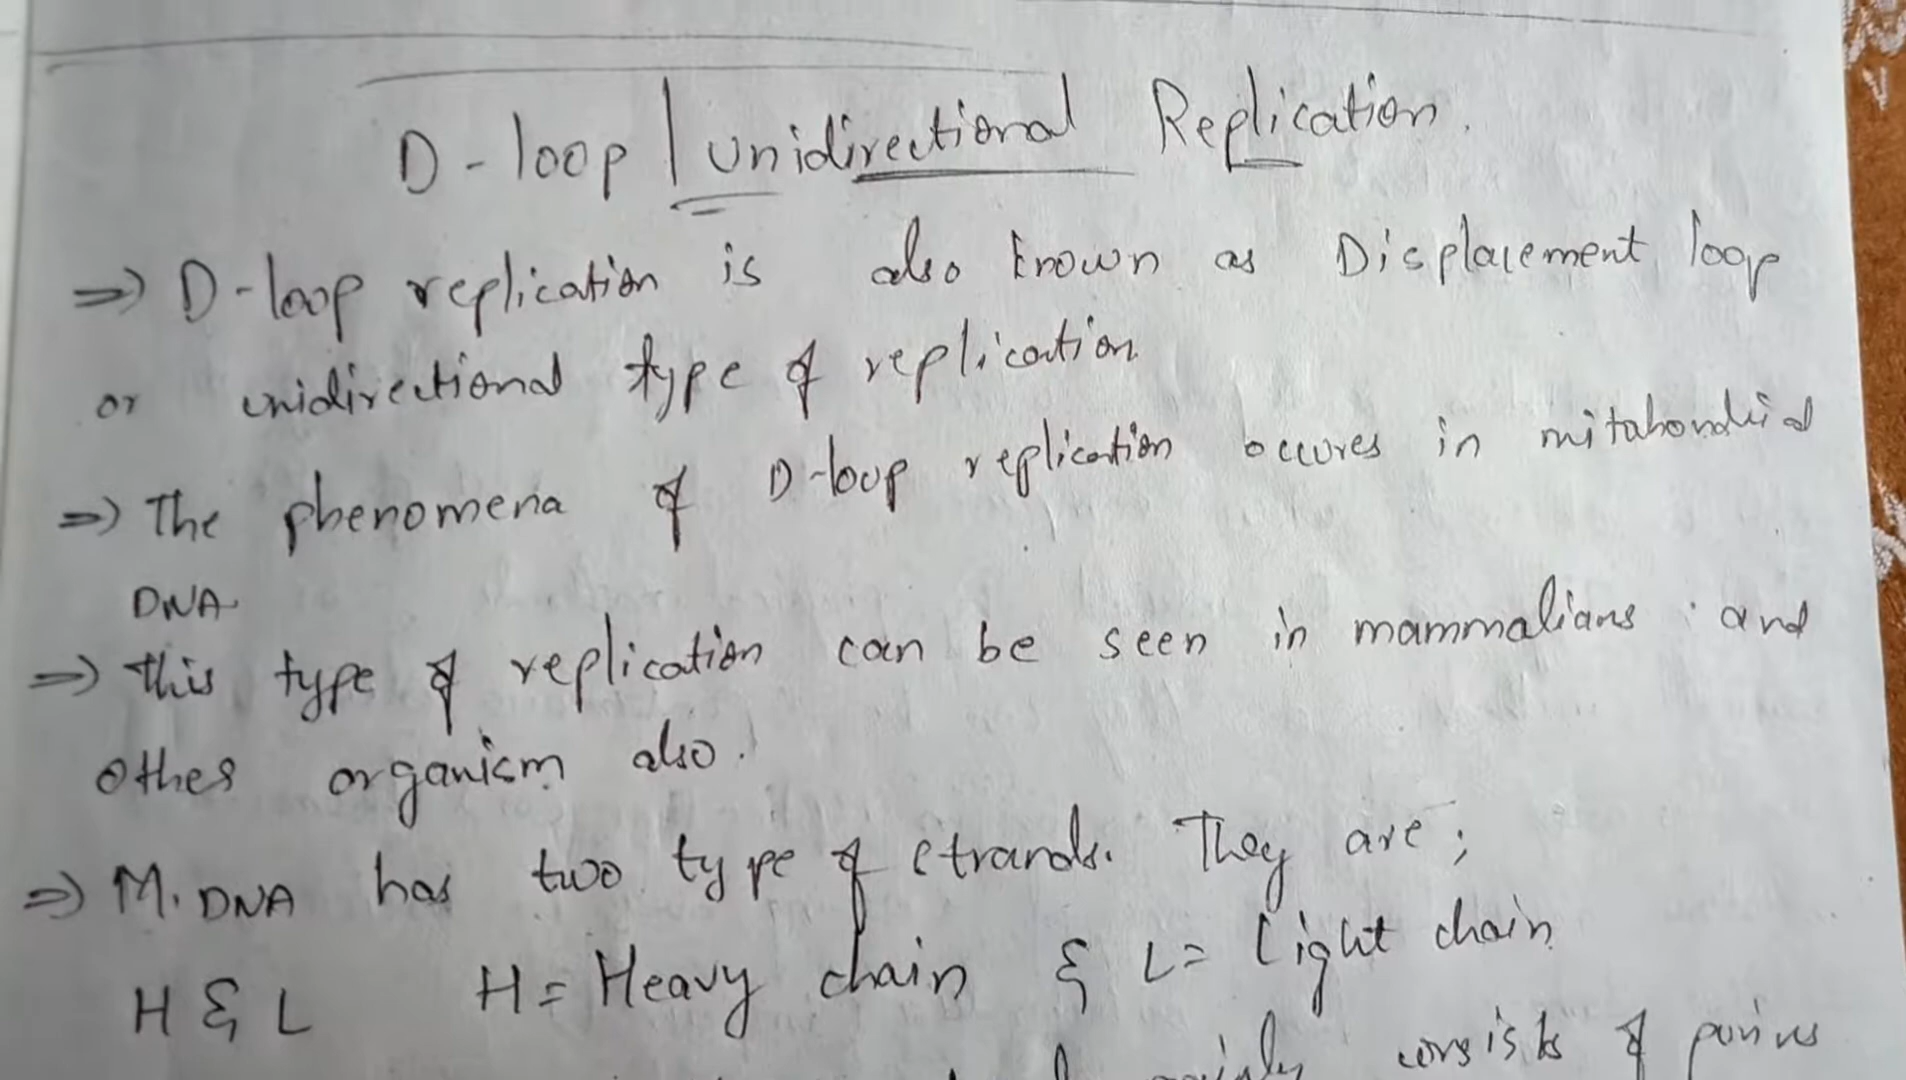 D-loop | unidirectional Replication.
=> D-loop replication is also known as Displacement loop
or unidirectional type of replication
=> The phenomena of D-loop replication occures in mitahondrial
DNA
=> this type of replication can be seen in mammalians and
other organism also.
=> M.DNA has two type of strands. They are;
H & L H = Heavy chain & L = Light chain
mainly consists of